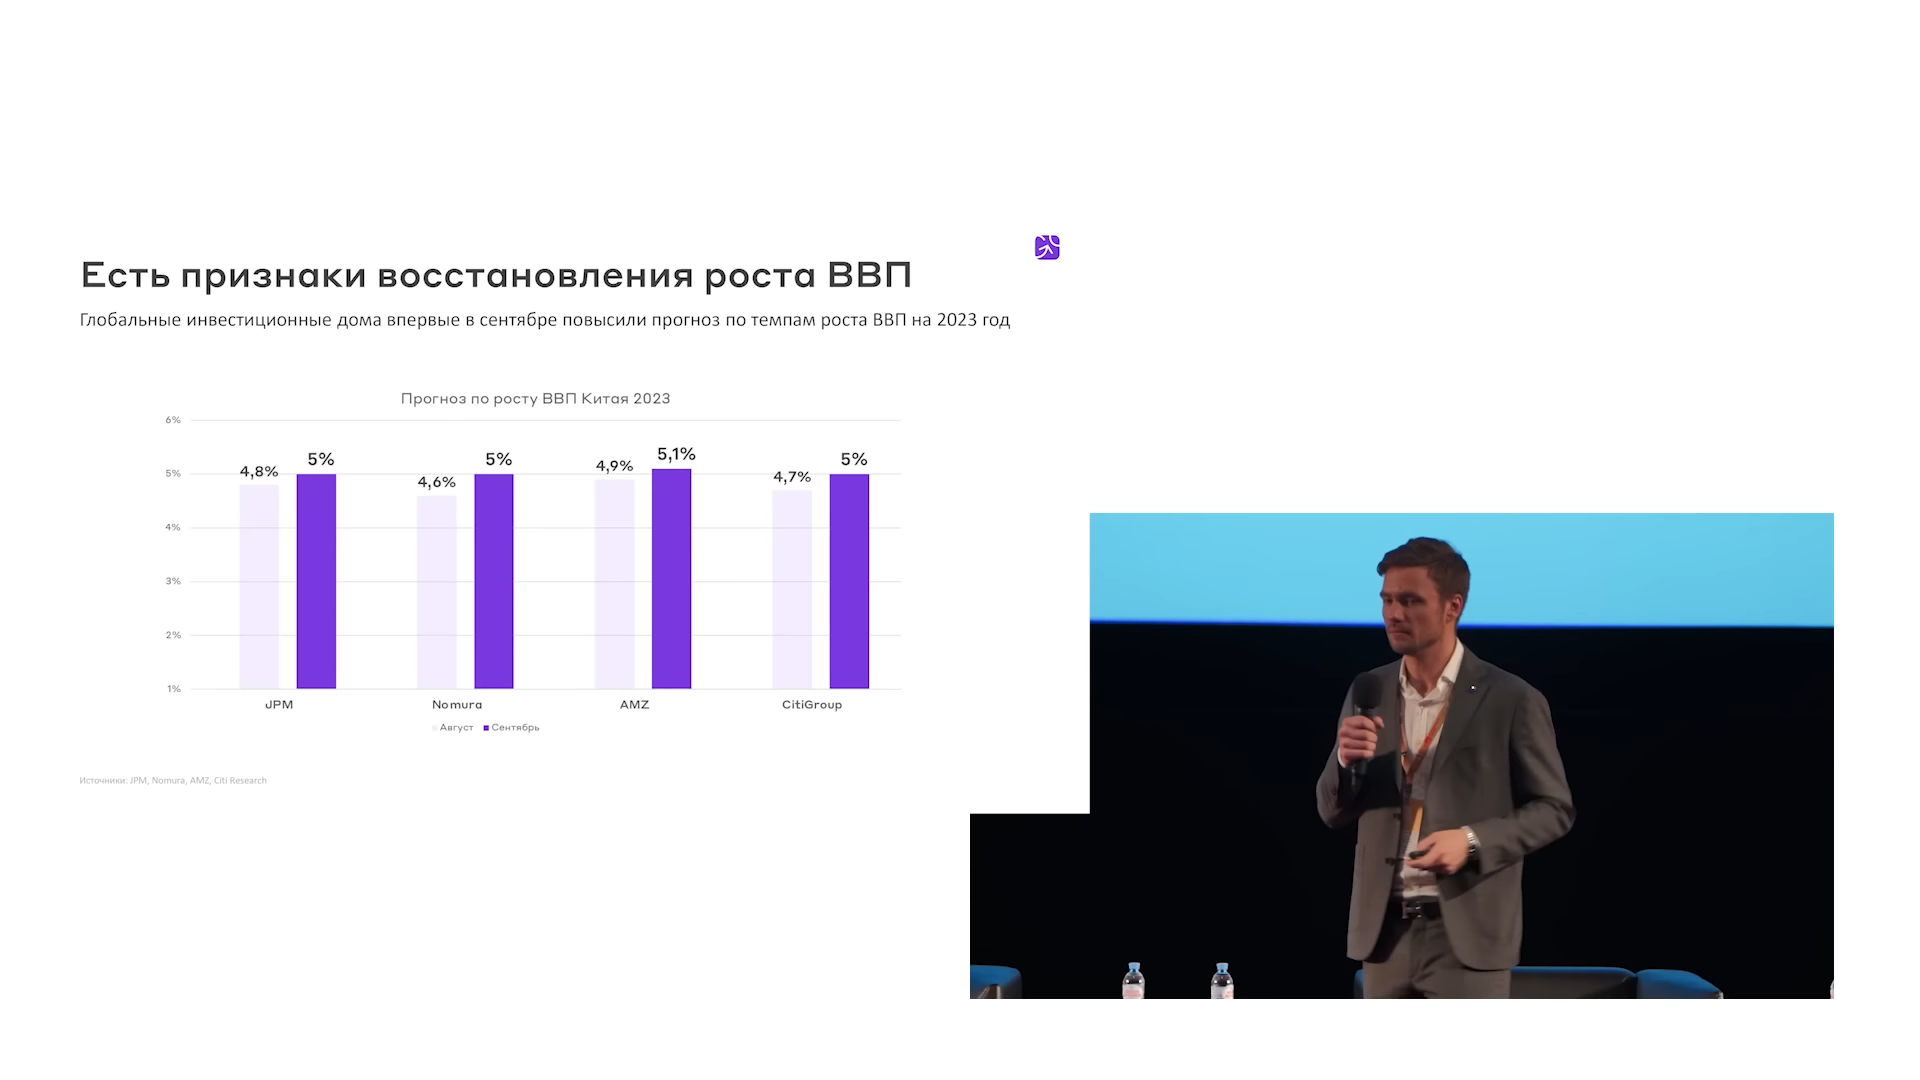 Есть признаки восстановления роста ВВП
Глобальные инвестиционные дома впервые в сентябре повысили прогноз по темпам роста ВВП на 2023 год
Прогноз по росту ВВП Китая 2023
6%
5%
4%
3%
2%
1%
4,8% 5% 4,6% 5% 4,9% 5,1% 4,7% 5%
JPM Nomura AMZ CitiGroup
Август Сентябрь
Источники: JPM, Nomura, AMZ, Citi Research